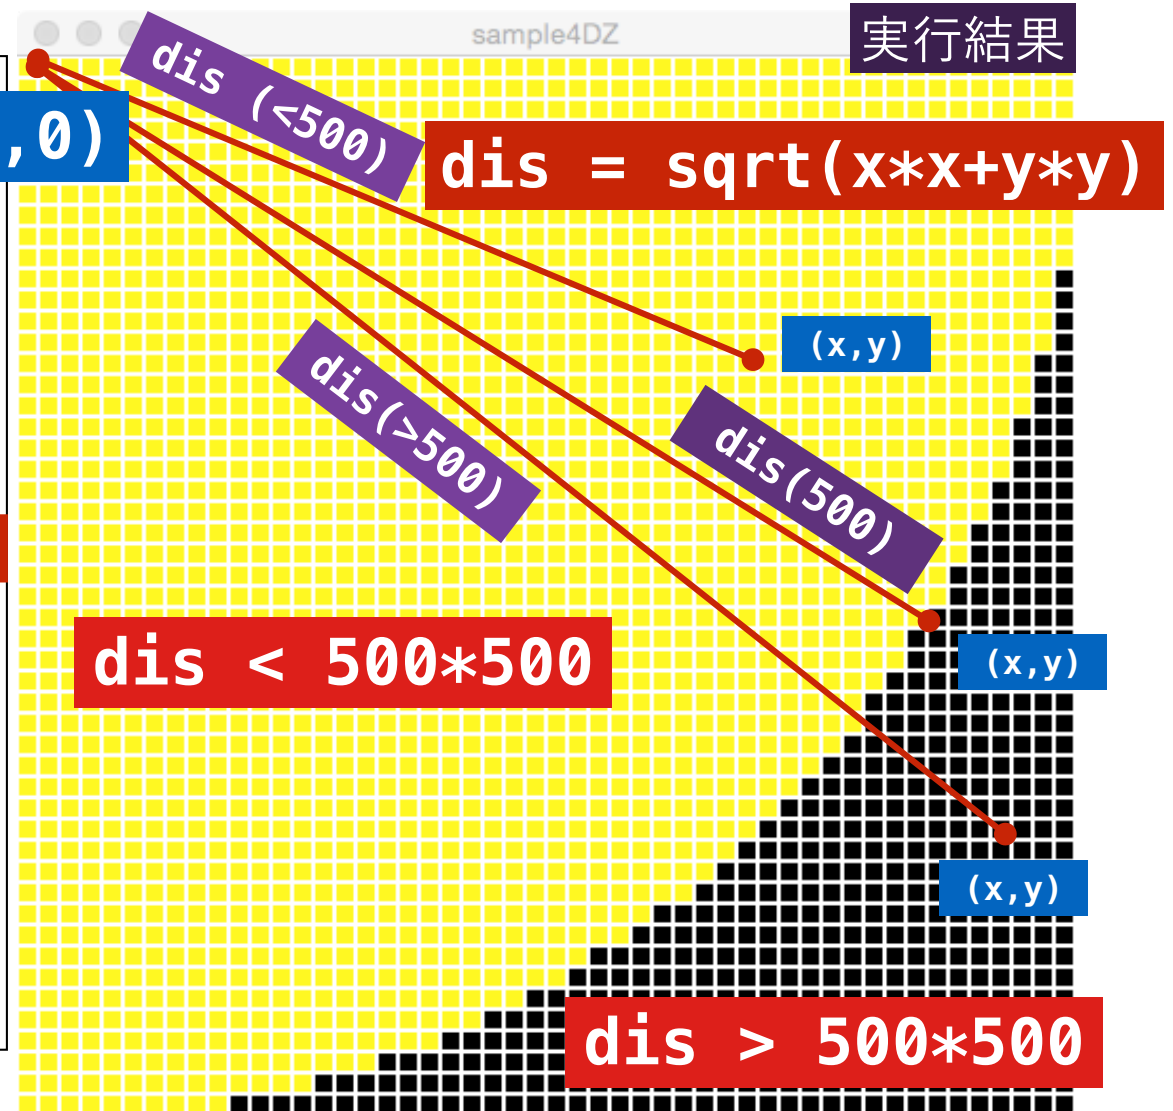 sample4DZ
実行結果
dis (<500)
,0)
dis = sqrt(x*x+y*y)
(x,y)
dis(>500)
dis(500)
dis < 500*500
(x,y)
(x,y)
dis > 500*500